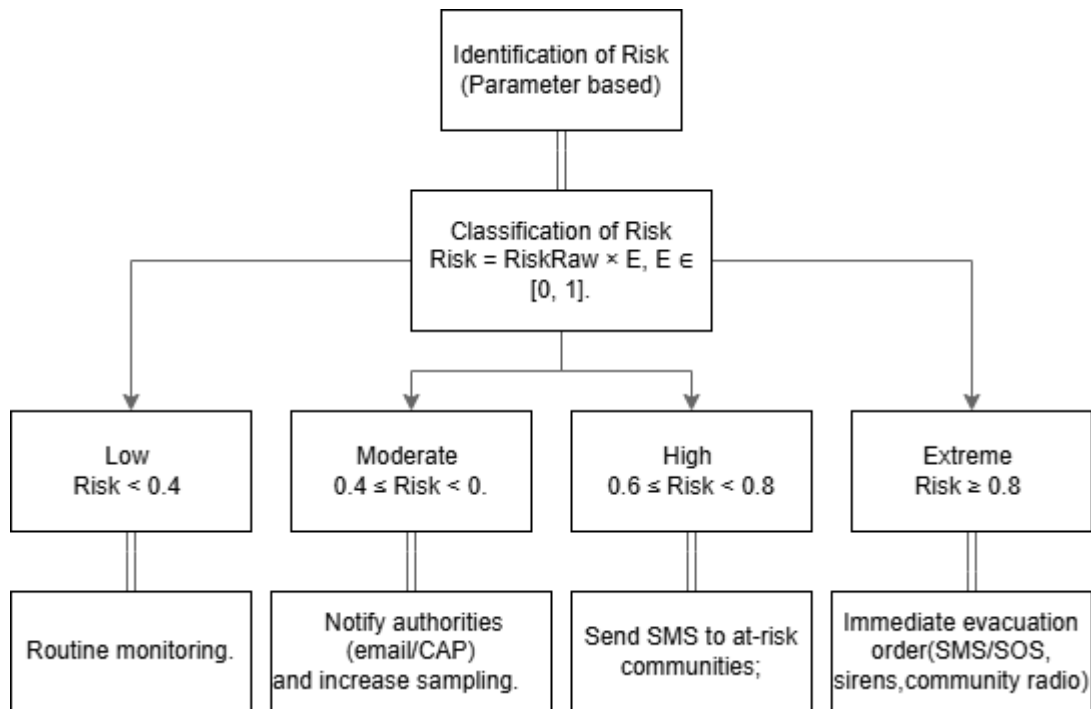 Identification of Risk
(Parameter based)
Classification of Risk
Risk = RiskRaw × E, E ∈
[0, 1].
Low
Risk < 0.4
Moderate
0.4 ≤ Risk < 0.
High
0.6 ≤ Risk < 0.8
Extreme
Risk ≥ 0.8
Routine monitoring.
Notify authorities
(email/CAP)
and increase sampling.
Send SMS to at-risk
communities;
Immediate evacuation
order(SMS/SOS,
sirens,community radio)